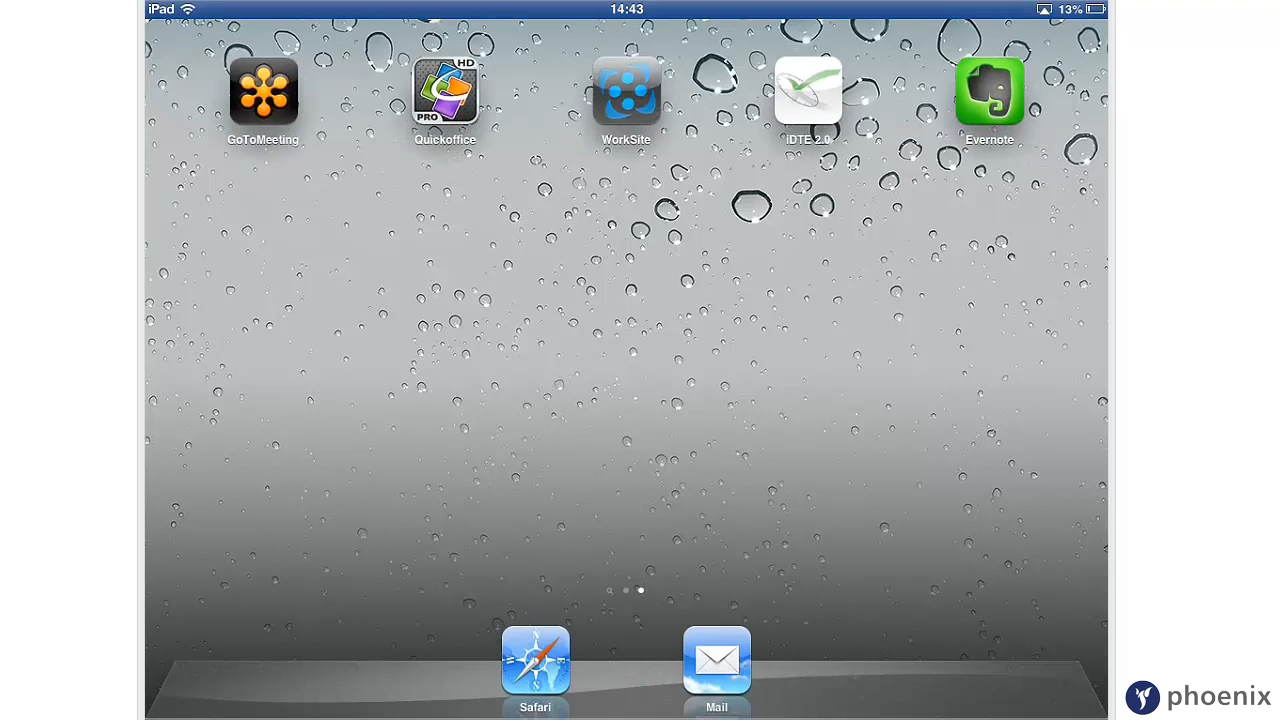 iPad 14:43 13%
HD
PRO
GoToMeeting Quickoffice WorkSite iDTE 2.0 Evernote
N
W E
S
Safari Mail
phoenix